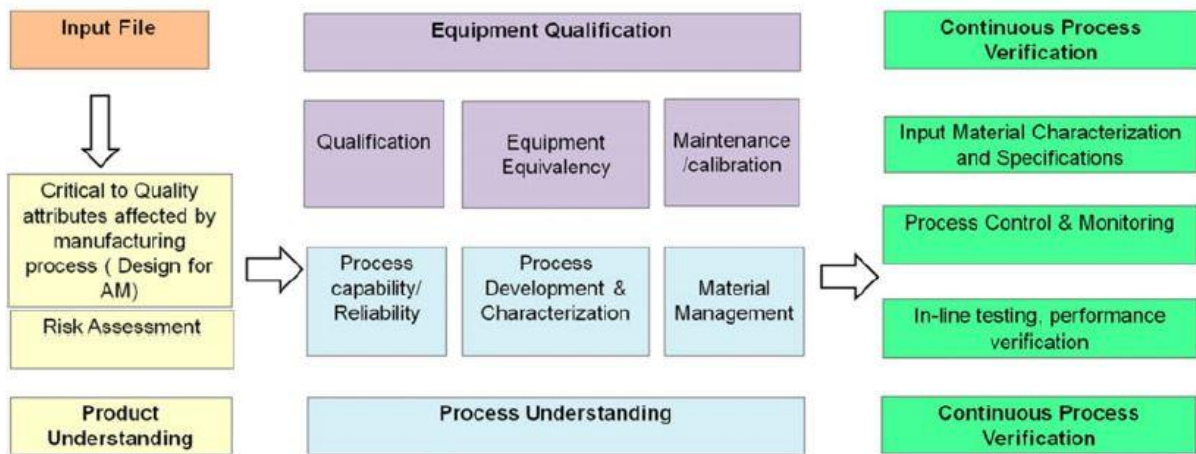 Input File
Equipment Qualification
Continuous Process
Verification
Qualification
Equipment
Equivalency
Maintenance
/calibration
Input Material Characterization
and Specifications
Critical to Quality
attributes affected by
manufacturing
process ( Design for
AM)
Risk Assessment
Process
capability/
Reliability
Process
Development &
Characterization
Material
Management
Process Control & Monitoring
In-line testing, performance
verification
Product
Understanding
Process Understanding
Continuous Process
Verification